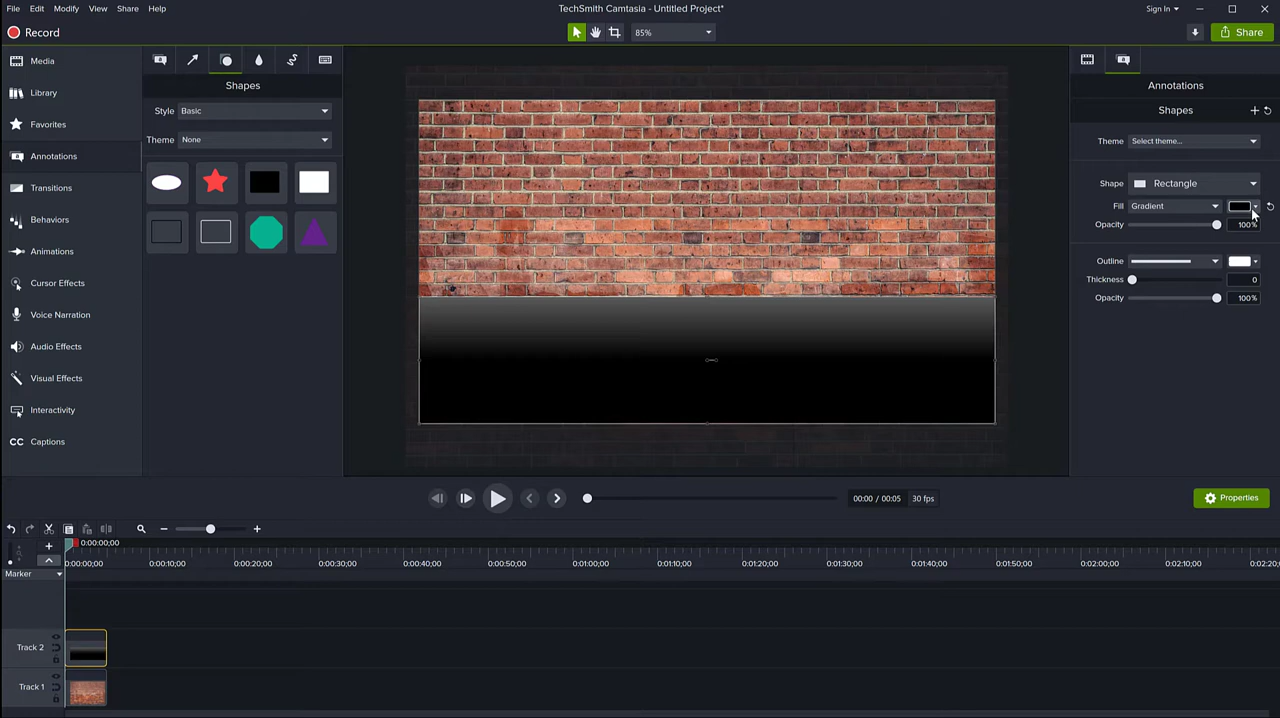 File Edit Modify View Share Help
TechSmith Camtasia - Untitled Project*
Sign In
Record
85%
Share
Media
Library
Favorites
Annotations
Transitions
Behaviors
Animations
Cursor Effects
Voice Narration
Audio Effects
Visual Effects
Interactivity
CC Captions
Shapes
Style Basic
Theme None
Annotations
Shapes
Theme Select theme...
Shape Rectangle
Fill Gradient
Opacity 100%
Outline
Thickness 0
Opacity 100%
00:00 / 00:05 30 fps
Properties
0:00:00;00
Marker
0:00:00;00 0:00:10;00 0:00:20;00 0:00:30;00 0:00:40;00 0:00:50;00 0:01:00;00 0:01:10;00 0:01:20;00 0:01:30;00 0:01:40;00 0:01:50;00 0:02:00;00 0:02:10;00 0:02:20;
Track 2
Track 1